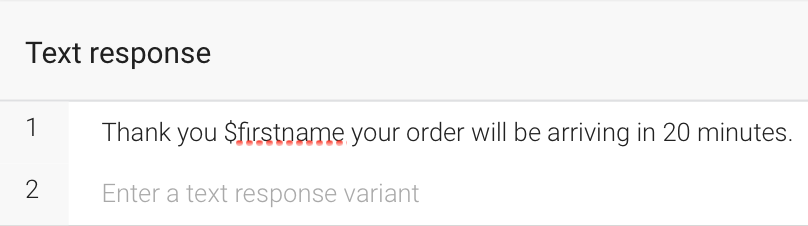 Text response
1 Thank you $firstname your order will be arriving in 20 minutes.
2 Enter a text response variant